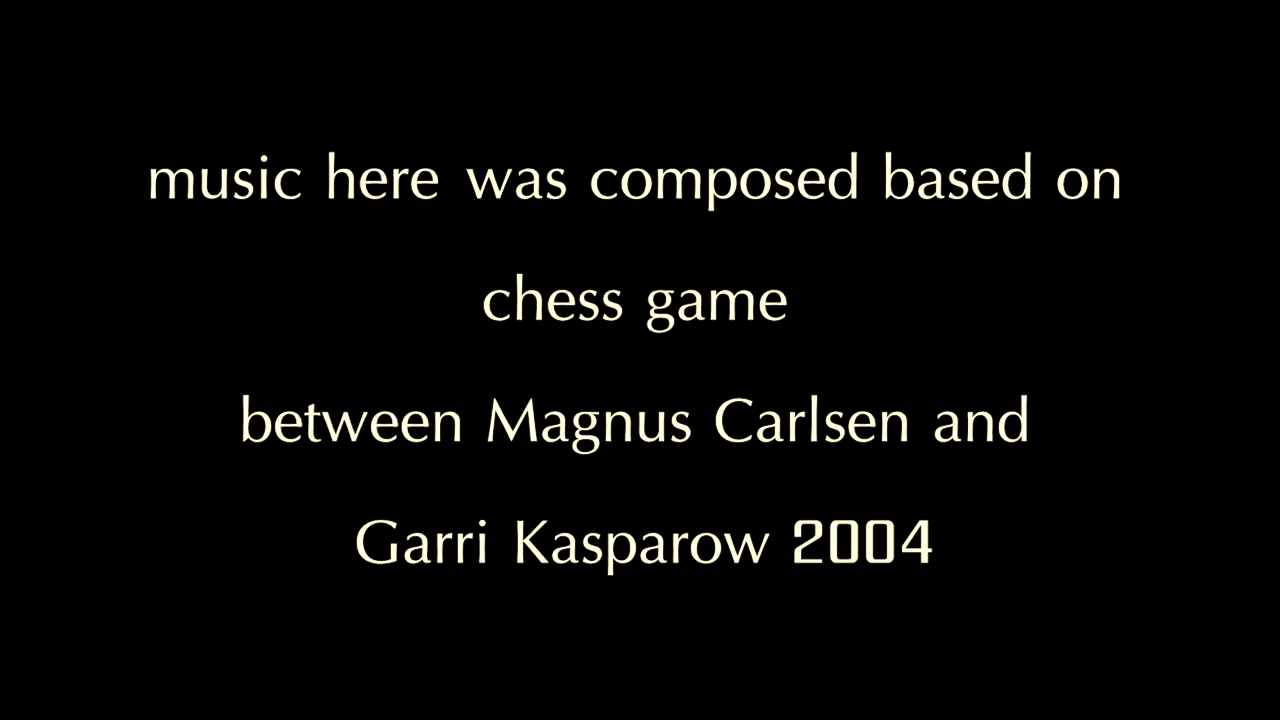 music here was composed based on
chess game
between Magnus Carlsen and
Garri Kasparow 2004